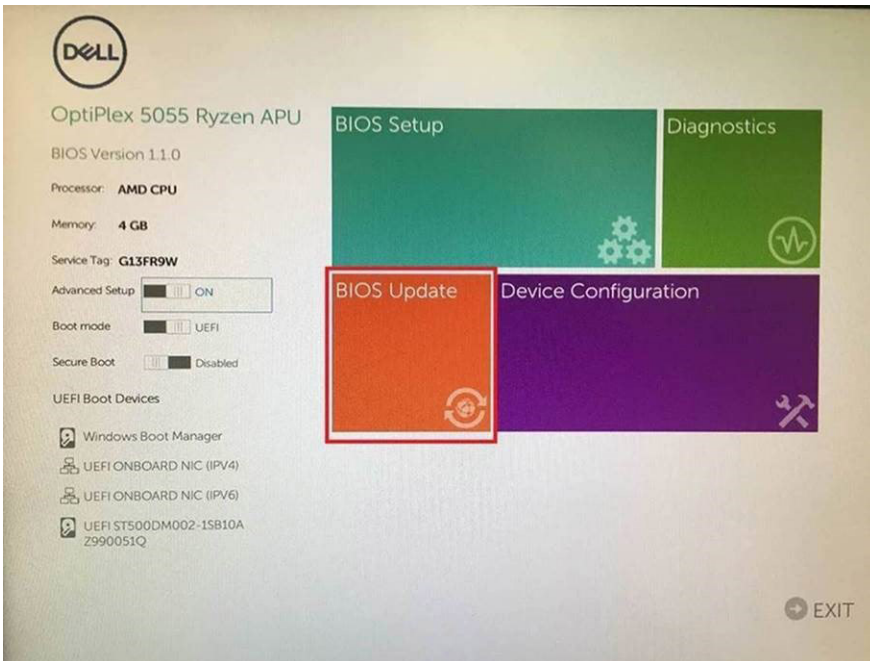 DELL
OptiPlex 5055 Ryzen APU
BIOS Version 1.1.0
Processor: AMD CPU
Memory: 4 GB
Service Tag: G13FR9W
Advanced Setup ON
Boot mode UEFI
Secure Boot Disabled
UEFI Boot Devices
Windows Boot Manager
UEFI ONBOARD NIC (IPV4)
UEFI ONBOARD NIC (IPV6)
UEFI ST500DM002-1SB10A
Z990051Q
BIOS Setup
Diagnostics
BIOS Update
Device Configuration
EXIT